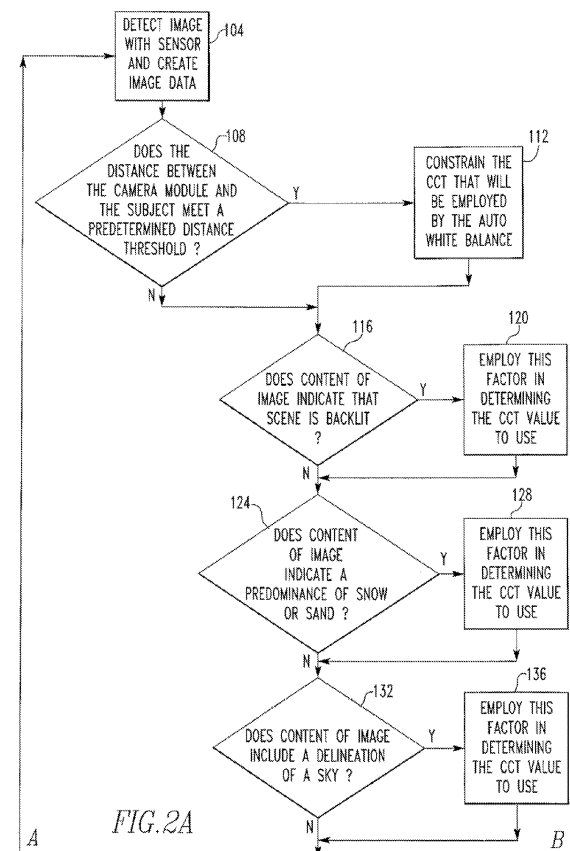 DETECT IMAGE
WITH SENSOR
AND CREATE
IMAGE DATA
104
108
DOES THE
DISTANCE BETWEEN
THE CAMERA MODULE AND
THE SUBJECT MEET A
PREDETERMINED DISTANCE
THRESHOLD ?
Y
N
112
CONSTRAIN THE
CCT THAT WILL
BE EMPLOYED
BY THE AUTO
WHITE BALANCE
116
DOES CONTENT OF
IMAGE INDICATE THAT
SCENE IS BACKLIT
?
Y
N
120
EMPLOY THIS
FACTOR IN
DETERMINING
THE CCT VALUE
TO USE
124
DOES CONTENT
OF IMAGE
INDICATE A
PREDOMINANCE OF SNOW
OR SAND ?
Y
N
128
EMPLOY THIS
FACTOR IN
DETERMINING
THE CCT VALUE
TO USE
132
DOES CONTENT OF IMAGE
INCLUDE A DELINEATION
OF A SKY ?
Y
N
136
EMPLOY THIS
FACTOR IN
DETERMINING
THE CCT VALUE
TO USE
A
FIG.2A
B